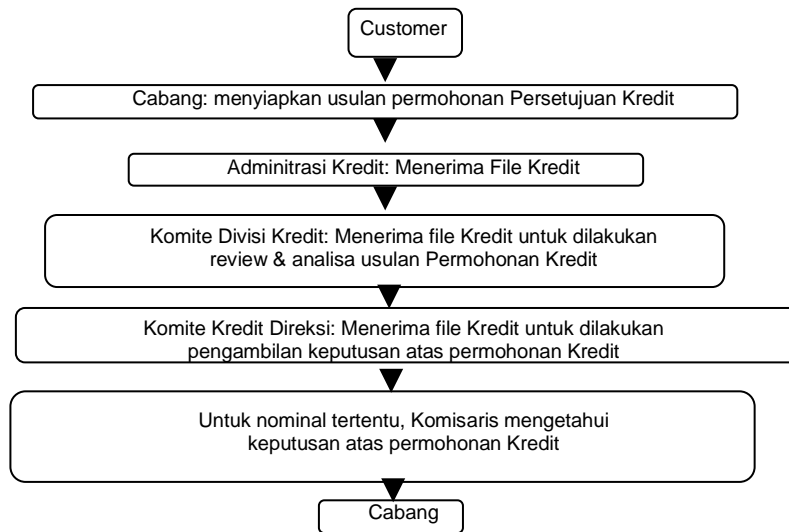 Customer
Cabang: menyiapkan usulan permohonan Persetujuan Kredit
Adminitrasi Kredit: Menerima File Kredit
Komite Divisi Kredit: Menerima file Kredit untuk dilakukan
review & analisa usulan Permohonan Kredit
Komite Kredit Direksi: Menerima file Kredit untuk dilakukan
pengambilan keputusan atas permohonan Kredit
Untuk nominal tertentu, Komisaris mengetahui
keputusan atas permohonan Kredit
Cabang